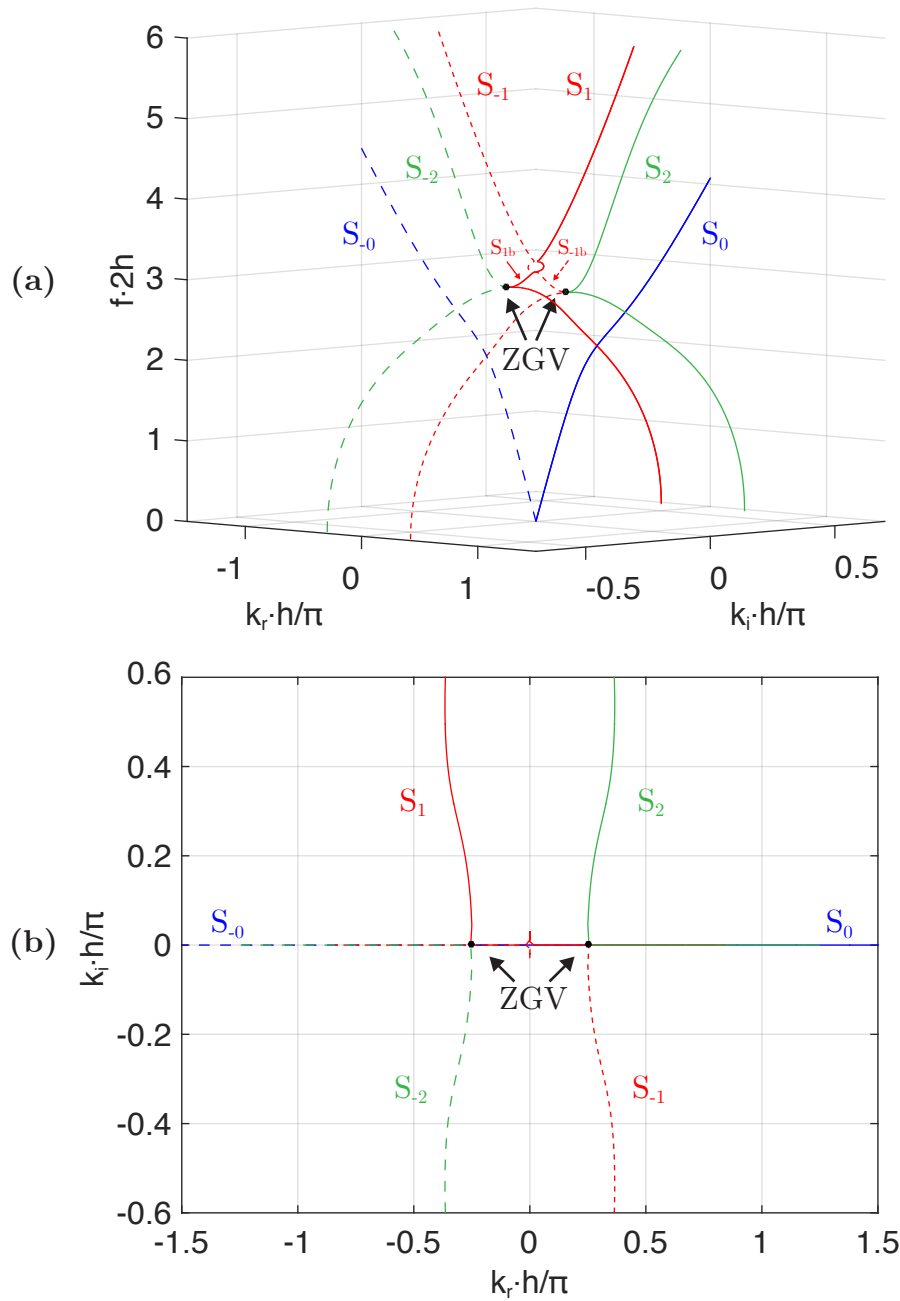 6
S₋₁ S₁
5
S₋₂ S₂
4
S₋₀ S₀
S₁b S₋₁b
(a)
f·2h
3
ZGV
2
1
0
-1 0 1 -0.5 0 0.5
kᵣ·h/π kᵢ·h/π
0.6
0.4
S₁ S₂
0.2
(b)
kᵢ·h/π
S₋₀ S₀
0
ZGV
-0.2
S₋₂ S₋₁
-0.4
-0.6
-1.5 -1 -0.5 0 0.5 1 1.5
kᵣ·h/π